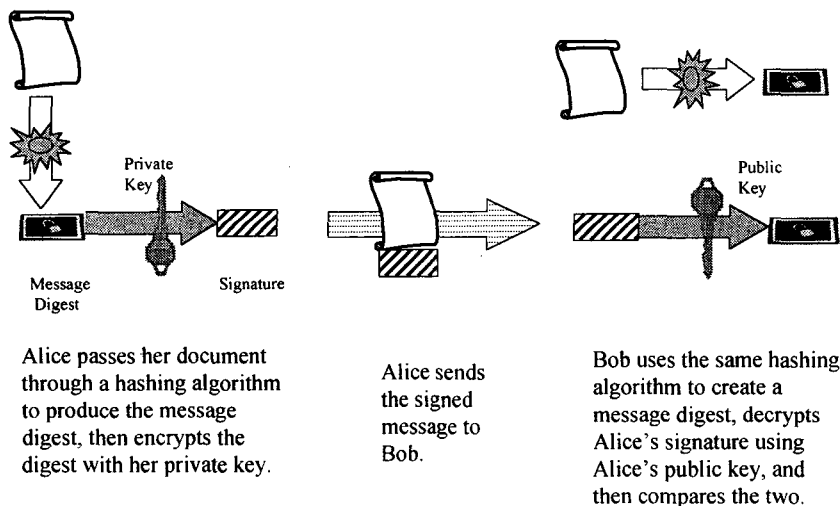 Private
Key
Message
Digest
Signature
Alice passes her document
through a hashing algorithm
to produce the message
digest, then encrypts the
digest with her private key.
Alice sends
the signed
message to
Bob.
Public
Key
Bob uses the same hashing
algorithm to create a
message digest, decrypts
Alice's signature using
Alice's public key, and
then compares the two.